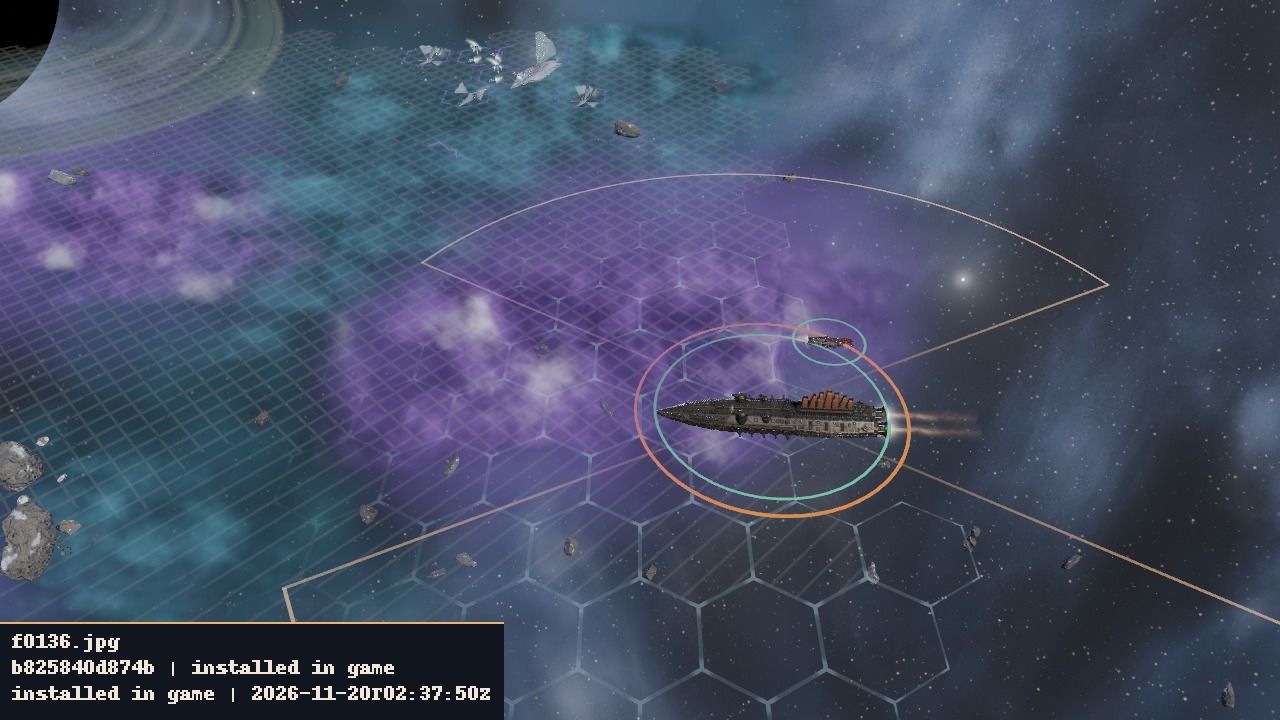 f0136.jpg
b825840d874b | installed in game
installed in game | 2026-11-20T02:37:50Z